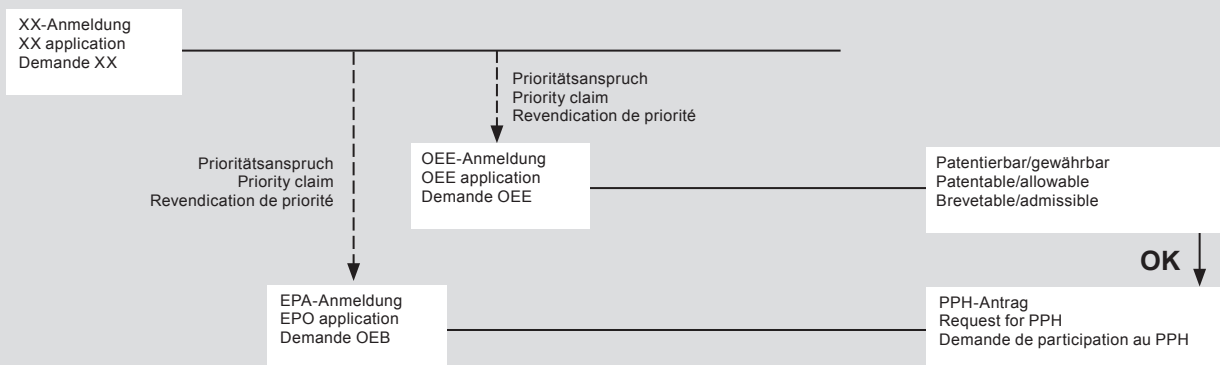 XX-Anmeldung
XX application
Demande XX
Prioritätsanspruch
Priority claim
Revendication de priorité
Prioritätsanspruch
Priority claim
Revendication de priorité
OEE-Anmeldung
OEE application
Demande OEE
Patentierbar/gewährbar
Patentable/allowable
Brevetable/admissible
OK
EPA-Anmeldung
EPO application
Demande OEB
PPH-Antrag
Request for PPH
Demande de participation au PPH